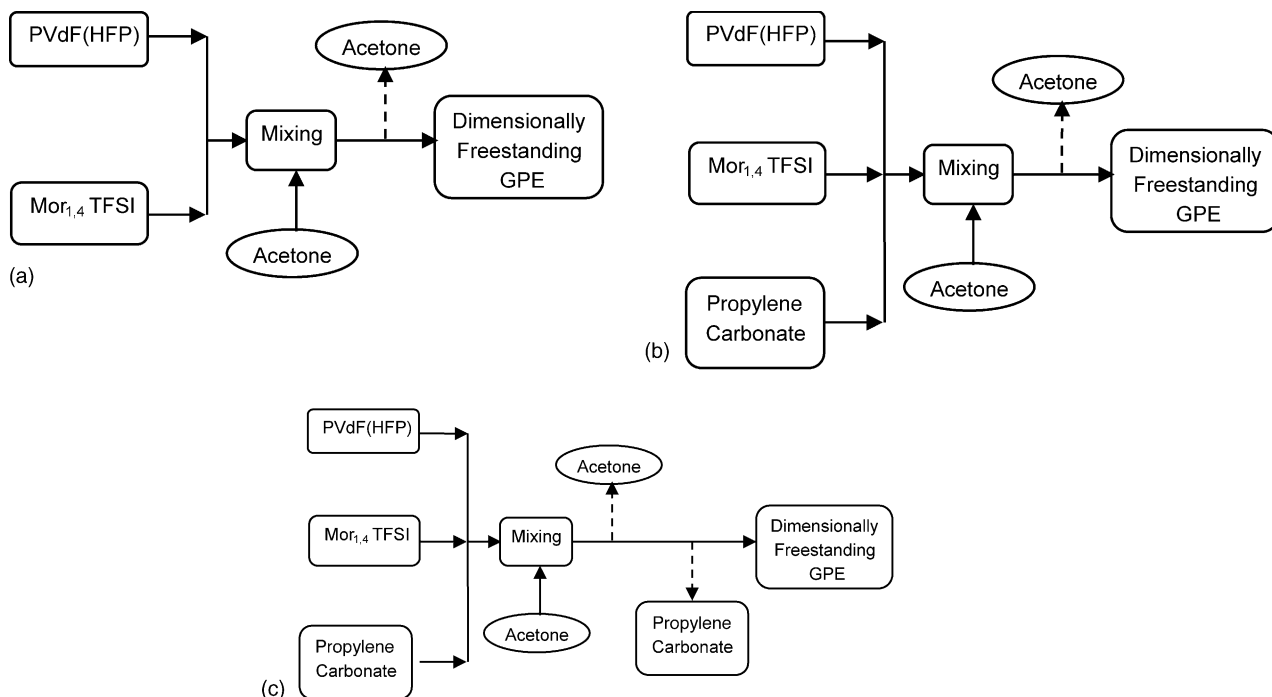 PVdF(HFP)
Acetone
Mixing
Dimensionally
Freestanding
GPE
Mor1,4 TFSI
Acetone
(a)
PVdF(HFP)
Acetone
Mor1,4 TFSI
Mixing
Dimensionally
Freestanding
GPE
Acetone
Propylene
Carbonate
(b)
PVdF(HFP)
Acetone
Mor1,4 TFSI
Mixing
Dimensionally
Freestanding
GPE
Acetone
Propylene
Carbonate
Propylene
Carbonate
(c)